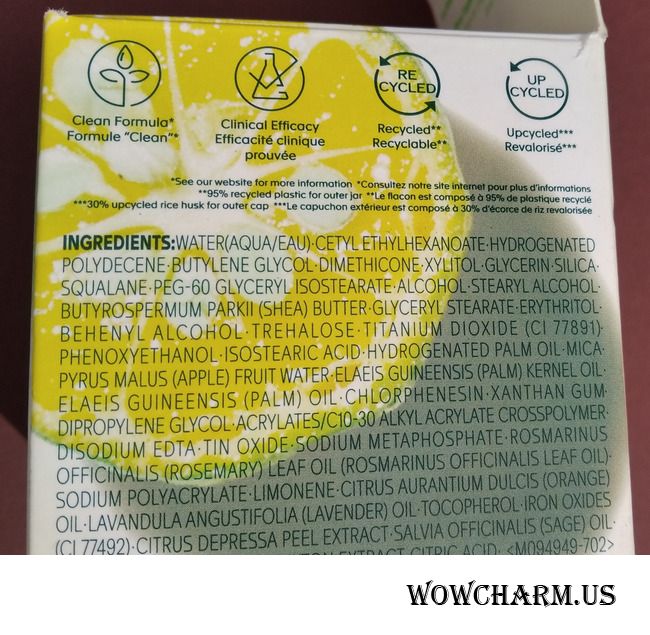 Clean Formula*
Formule "Clean"*
Clinical Efficacy
Efficacité clinique
prouvée
RE
CYCLED
Recycled**
Recyclable**
UP
CYCLED
Upcycled***
Revalorisé***
*See our website for more information *Consultez notre site internet pour plus d'informations
**95% recycled plastic for outer jar **Le flacon est composé à 95% de plastique recyclé
***30% upcycled rice husk for outer cap ***Le capuchon extérieur est composé à 30% d'écorce de riz revalorisée
INGREDIENTS:WATER(AQUA/EAU)·CETYL ETHYLHEXANOATE·HYDROGENATED
POLYDECENE·BUTYLENE GLYCOL·DIMETHICONE·XYLITOL·GLYCERIN·SILICA·
SQUALANE·PEG-60 GLYCERYL ISOSTEARATE·ALCOHOL·STEARYL ALCOHOL·
BUTYROSPERMUM PARKII (SHEA) BUTTER·GLYCERYL STEARATE·ERYTHRITOL·
BEHENYL ALCOHOL·TREHALOSE·TITANIUM DIOXIDE (CI 77891)·
PHENOXYETHANOL·ISOSTEARIC ACID·HYDROGENATED PALM OIL·MICA·
PYRUS MALUS (APPLE) FRUIT WATER·ELAEIS GUINEENSIS (PALM) KERNEL OIL·
ELAEIS GUINEENSIS (PALM) OIL·CHLORPHENESIN·XANTHAN GUM·
DIPROPYLENE GLYCOL·ACRYLATES/C10-30 ALKYL ACRYLATE CROSSPOLYMER·
DISODIUM EDTA·TIN OXIDE·SODIUM METAPHOSPHATE·ROSMARINUS
OFFICINALIS (ROSEMARY) LEAF OIL (ROSMARINUS OFFICINALIS LEAF OIL)·
SODIUM POLYACRYLATE·LIMONENE·CITRUS AURANTIUM DULCIS (ORANGE)
OIL·LAVANDULA ANGUSTIFOLIA (LAVENDER) OIL·TOCOPHEROL·IRON OXIDES
(CI 77492)·CITRUS DEPRESSA PEEL EXTRACT·SALVIA OFFICINALIS (SAGE) OIL·
EXTRACT·CITRIC ACID· <M094949-702>
WOWCHARM.US